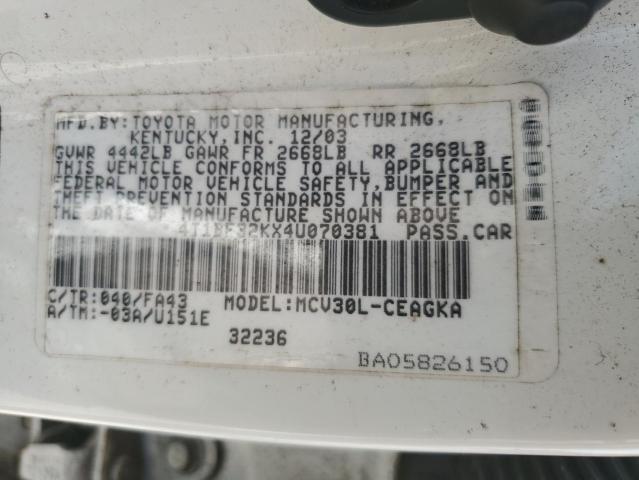 MFD.BY:TOYOTA MOTOR MANUFACTURING,
KENTUCKY,INC. 12/03
GVWR 4442LB GAWR FR 2668LB RR 2668LB
THIS VEHICLE CONFORMS TO ALL APPLICABLE
FEDERAL MOTOR VEHICLE SAFETY,BUMPER AND
THEFT PREVENTION STANDARDS IN EFFECT ON
THE DATE OF MANUFACTURE SHOWN ABOVE
4T1BF32KX4U070381 PASS.CAR
C/TR:040/FA43 MODEL:MCV30L-CEAGKA
A/TM:-03A/U151E
32236
BA05826150